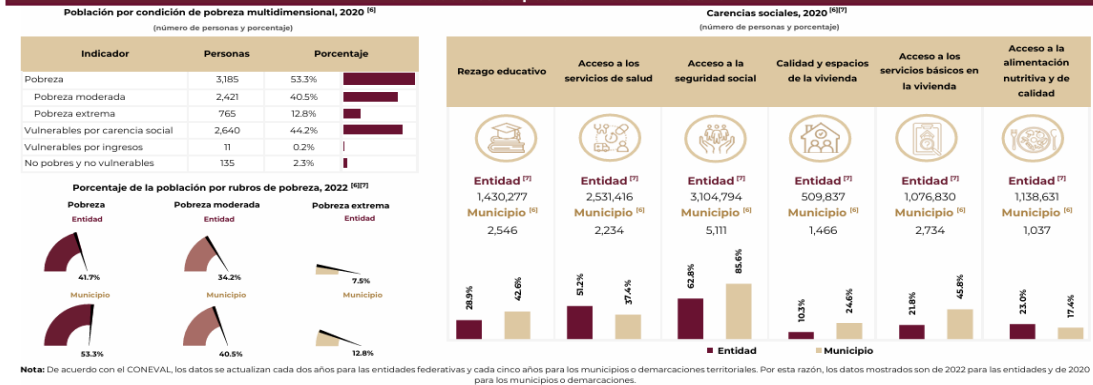 Población por condición de pobreza multidimensional, 2020 [6]
(número de personas y porcentaje)
Indicador Personas Porcentaje
Pobreza 3,185 53.3%
Pobreza moderada 2,421 40.5%
Pobreza extrema 765 12.8%
Vulnerables por carencia social 2,640 44.2%
Vulnerables por ingresos 11 0.2%
No pobres y no vulnerables 135 2.3%
Porcentaje de la población por rubros de pobreza, 2022 [6][7]
Pobreza Pobreza moderada Pobreza extrema
Entidad Entidad Entidad
41.7% 34.2% 7.5%
Municipio Municipio Municipio
53.3% 40.5% 12.8%
Carencias sociales, 2020 [6][7]
(número de personas y porcentaje)
Rezago educativo
Acceso a los
servicios de salud
Acceso a la
seguridad social
Calidad y espacios
de la vivienda
Acceso a los
servicios básicos en
la vivienda
Acceso a la
alimentación
nutritiva y de
calidad
Entidad [7] Entidad [7] Entidad [7] Entidad [7] Entidad [7] Entidad [7]
1,430,277 2,531,416 3,104,794 509,837 1,076,830 1,138,631
Municipio [6] Municipio [6] Municipio [6] Municipio [6] Municipio [6] Municipio [6]
2,546 2,234 5,111 1,466 2,734 1,037
28.9% 42.6% 51.2% 37.4% 62.8% 85.6% 10.3% 24.6% 21.8% 45.8% 23.0% 17.4%
Entidad Municipio
Nota: De acuerdo con el CONEVAL, los datos se actualizan cada dos años para las entidades federativas y cada cinco años para los municipios o demarcaciones territoriales. Por esta razón, los datos mostrados son de 2022 para las entidades y de 2020
para los municipios o demarcaciones.